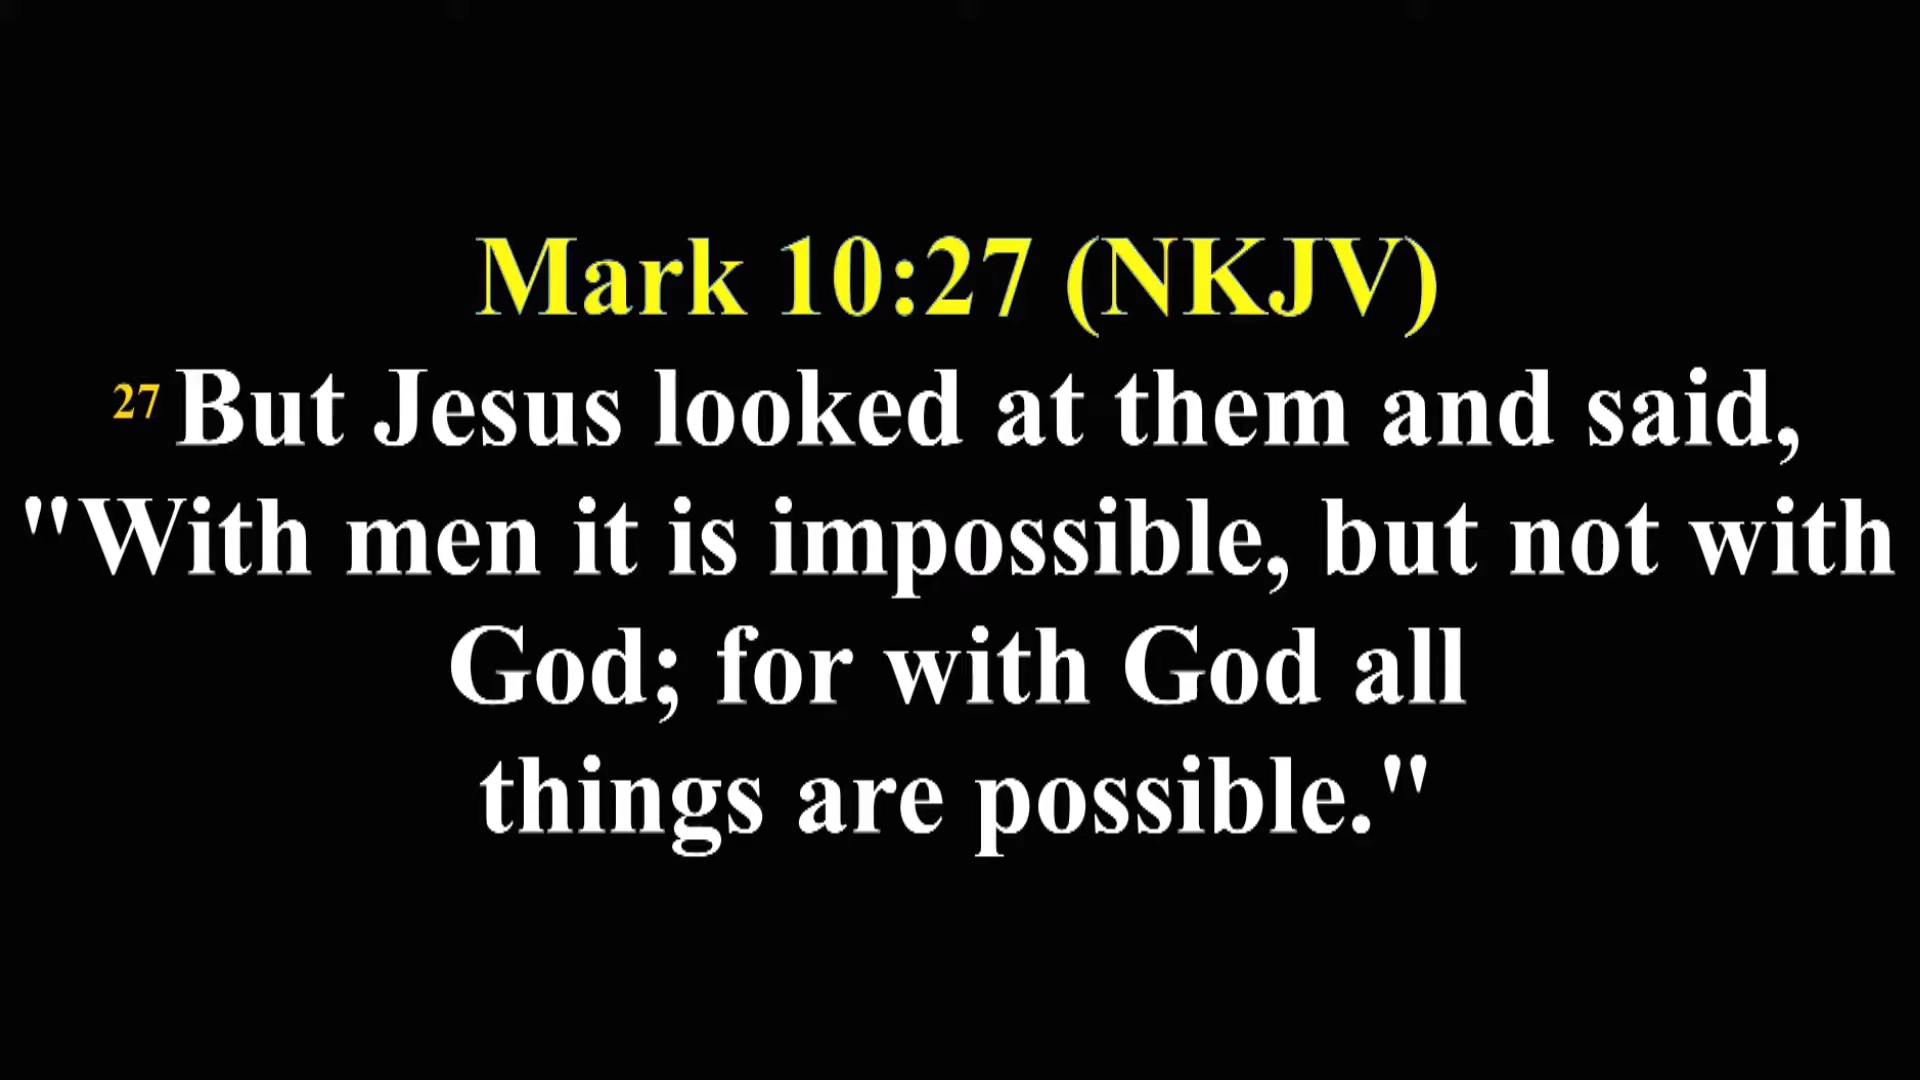 Mark 10:27 (NKJV)
27 But Jesus looked at them and said,
"With men it is impossible, but not with
God; for with God all
things are possible."